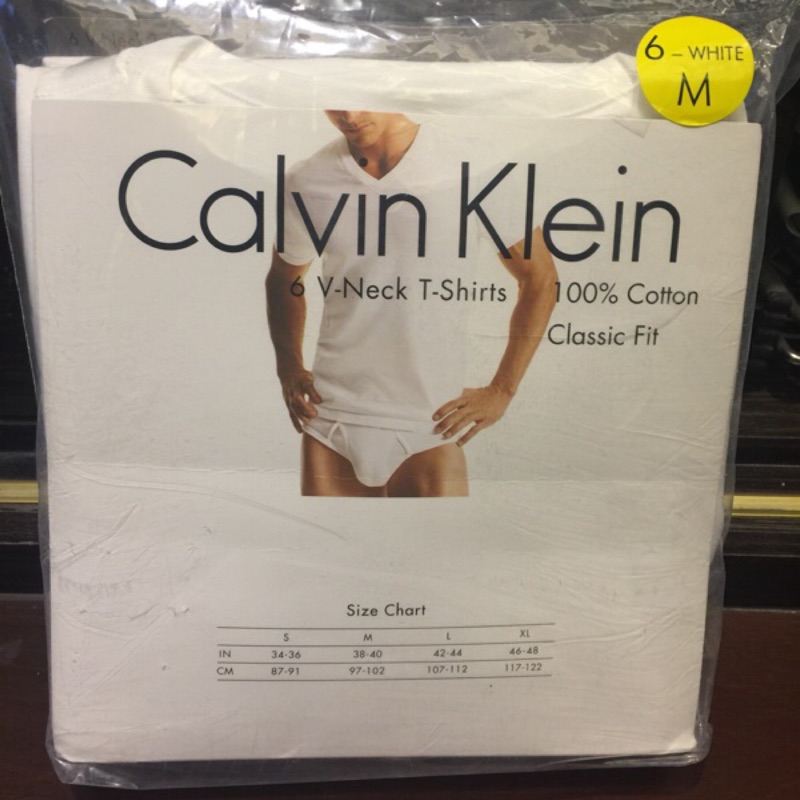 6 – WHITE
M
Calvin Klein
6 V-Neck T-Shirts 100% Cotton
Classic Fit
Size Chart
S M L XL
IN 34-36 38-40 42-44 46-48
CM 87-91 97-102 107-112 117-122